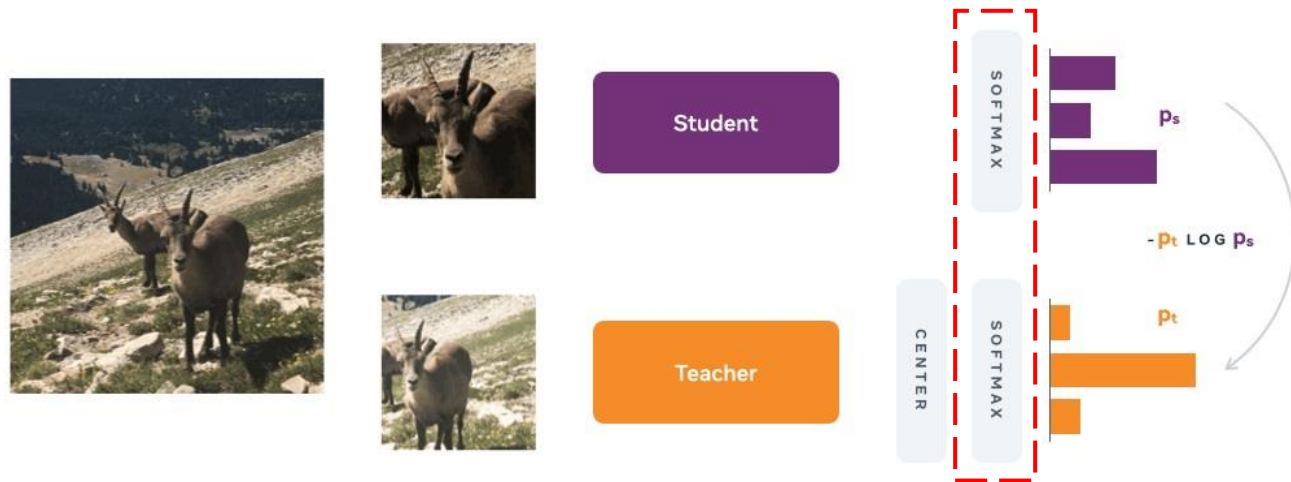 Student
SOFTMAX
ps
-pt LOG ps
Teacher
CENTER
SOFTMAX
pt